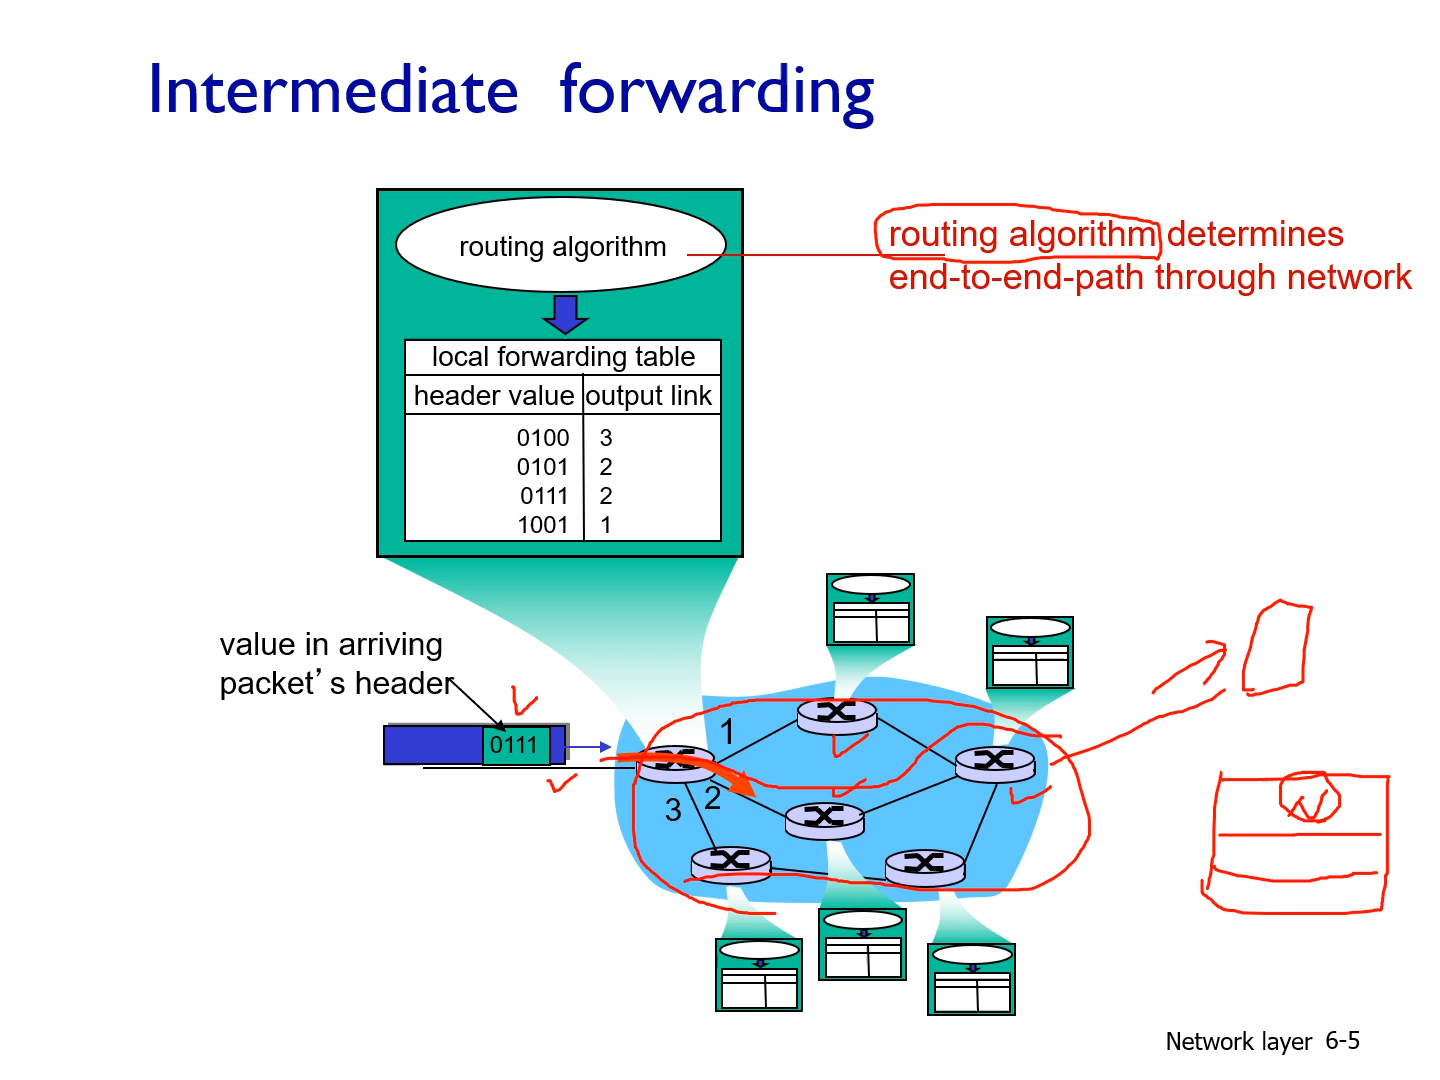 Intermediate forwarding
routing algorithm
routing algorithm determines
end-to-end-path through network
local forwarding table
header value output link
0100 3
0101 2
0111 2
1001 1
value in arriving
packet’s header
0111
1
2
3
N
Network layer 6-5